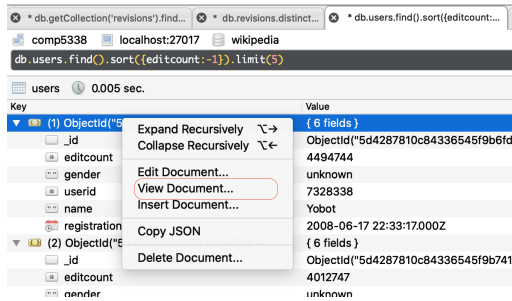 * db.getCollection('revisions').find... * db.revisions.distinct... * db.users.find().sort({editcount:...
comp5338 localhost:27017 wikipedia
db.users.find().sort({editcount:-1}).limit(5)
users 0.005 sec.
Key Value
(1) ObjectId("5 { 6 fields }
_id ObjectId("5d4287810c84336545f9b6fd
editcount 4494744
gender unknown
userid 7328338
name Yobot
registration 2008-06-17 22:33:17.000Z
(2) ObjectId("5 { 6 fields }
_id ObjectId("5d4287810c84336545f9b741
editcount 4012747
gender unknown
Expand Recursively ⌥→
Collapse Recursively ⌥←
Edit Document...
View Document...
Insert Document...
Copy JSON
Delete Document...